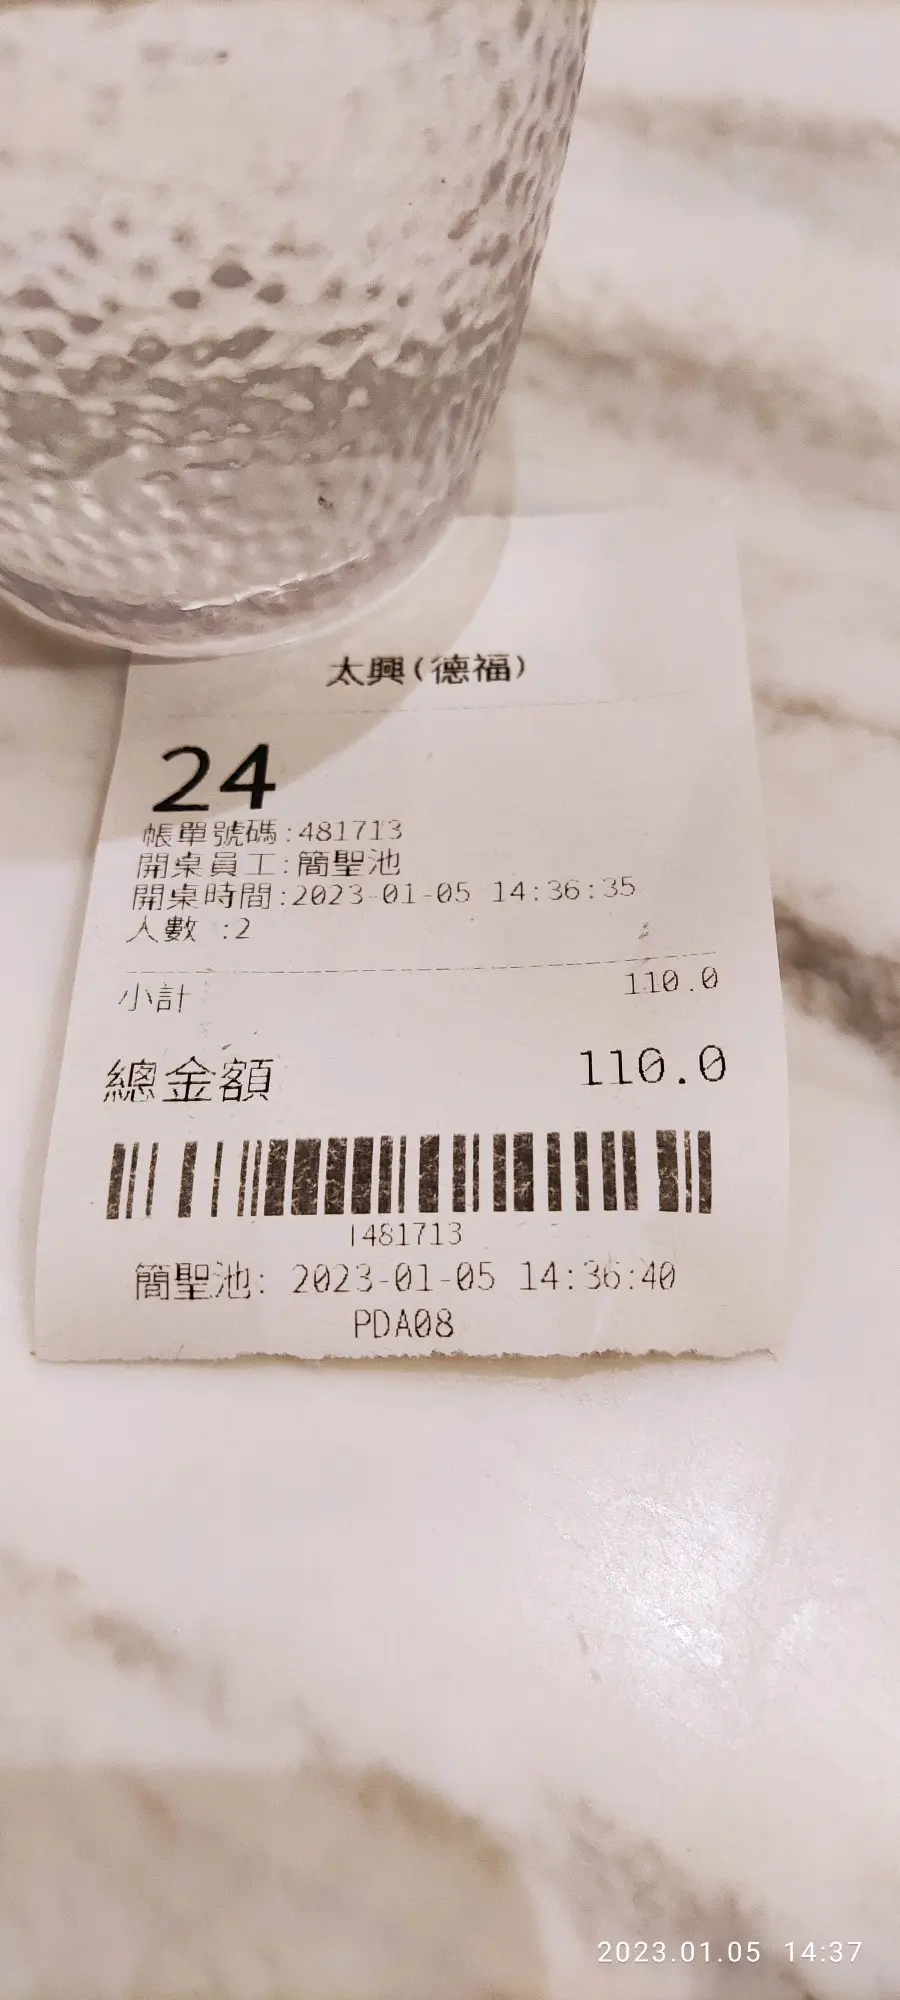 太興(德福)
24
帳單號碼:481713
開桌員工:簡聖池
開桌時間:2023-01-05 14:36:35
人數 :2
小計 110.0
總金額 110.0
1481713
簡聖池: 2023-01-05 14:36:40
PDA08
2023.01.05 14:37